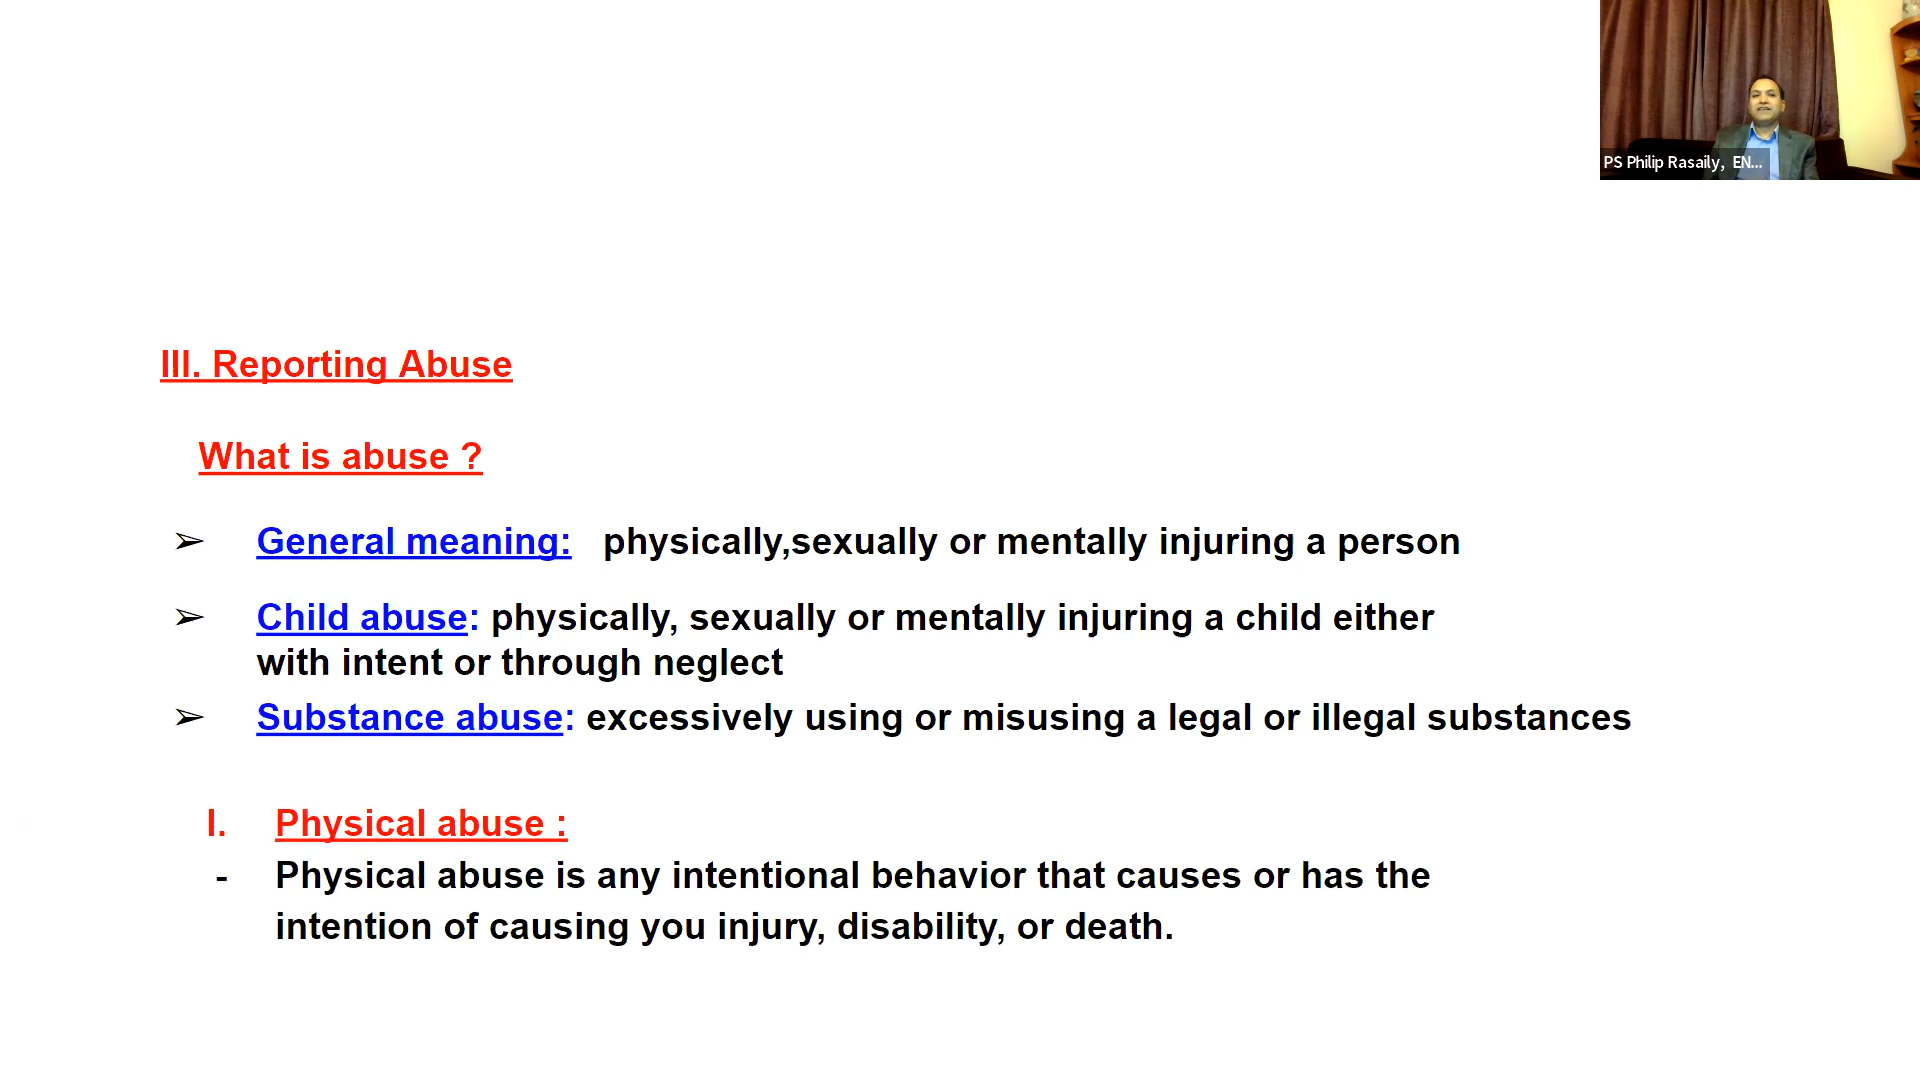 PS Philip Rasaily, EN...
III. Reporting Abuse
What is abuse ?
➢ General meaning: physically,sexually or mentally injuring a person
➢ Child abuse: physically, sexually or mentally injuring a child either
with intent or through neglect
➢ Substance abuse: excessively using or misusing a legal or illegal substances
I. Physical abuse :
- Physical abuse is any intentional behavior that causes or has the
intention of causing you injury, disability, or death.